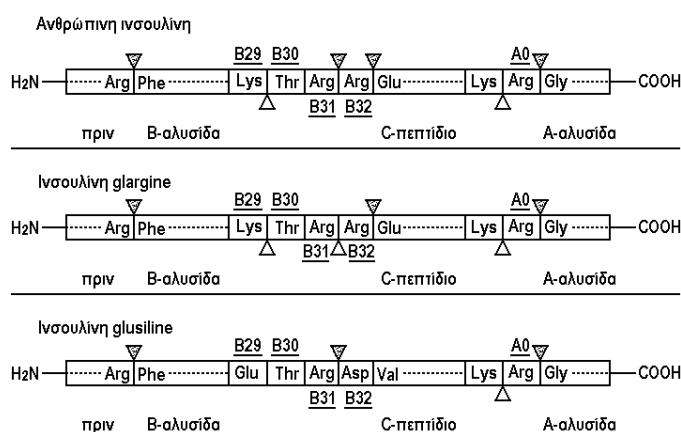 Ανθρώπινη ινσουλίνη
B29 B30 A0
H2N Arg Phe Lys Thr Arg Arg Glu Lys Arg Gly COOH
B31 B32
πριν Β-αλυσίδα C-πεπτίδιο Α-αλυσίδα
Ινσουλίνη glargine
B29 B30 A0
H2N Arg Phe Lys Thr Arg Arg Glu Lys Arg Gly COOH
B31 B32
πριν Β-αλυσίδα C-πεπτίδιο Α-αλυσίδα
Ινσουλίνη glusiline
B29 B30 A0
H2N Arg Phe Glu Thr Arg Asp Val Lys Arg Gly COOH
B31 B32
πριν Β-αλυσίδα C-πεπτίδιο Α-αλυσίδα